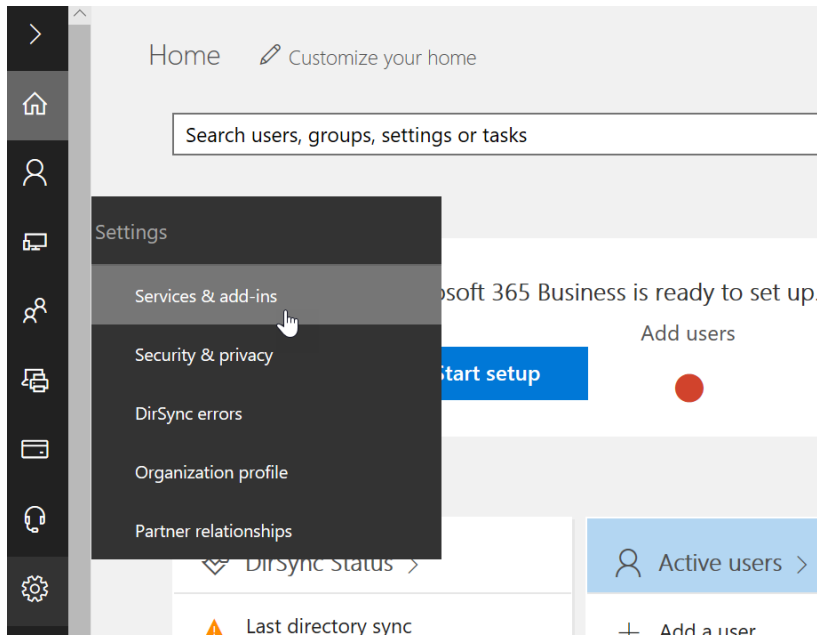 Home
Customize your home
Search users, groups, settings or tasks
Settings
Services & add-ins
Security & privacy
DirSync errors
Organization profile
Partner relationships
osoft 365 Business is ready to set up.
Add users
Start setup
DirSync Status >
Active users >
Last directory sync
+ Add a user